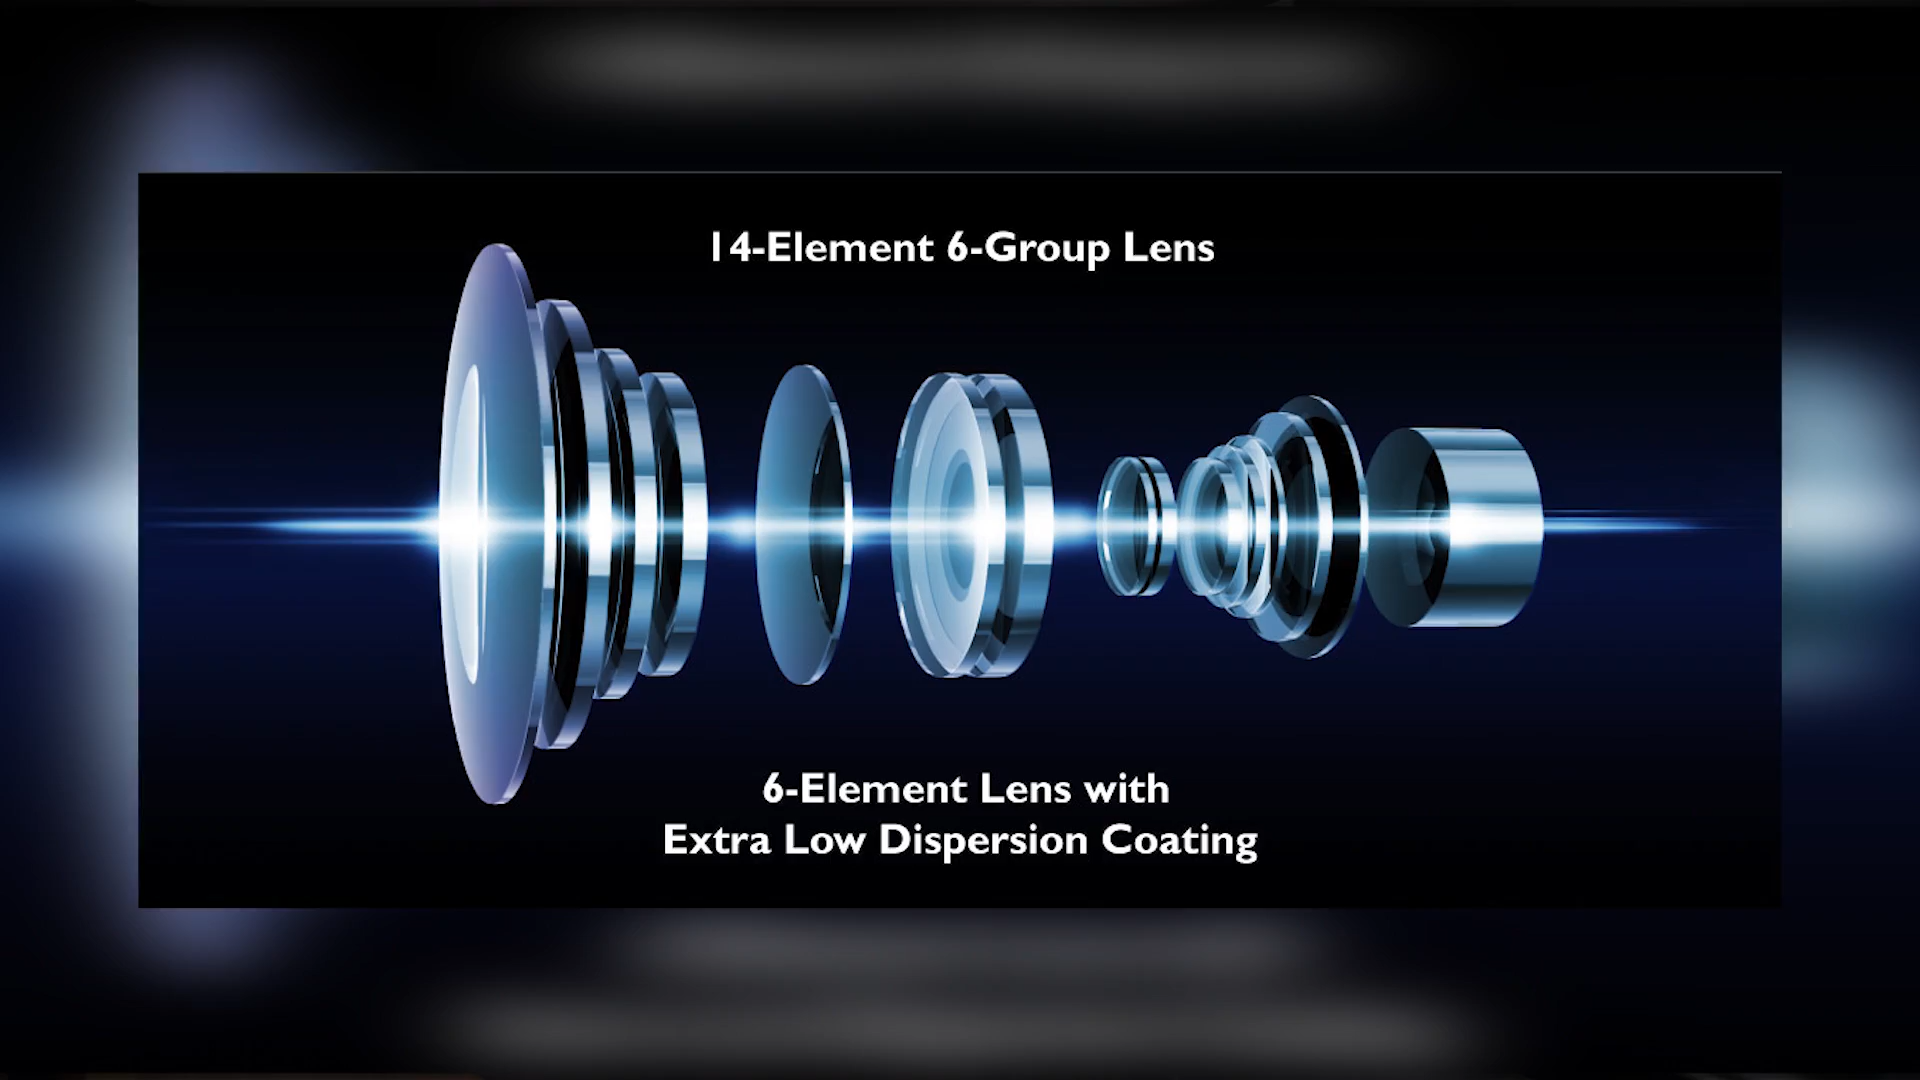 14-Element 6-Group Lens
6-Element Lens with
Extra Low Dispersion Coating